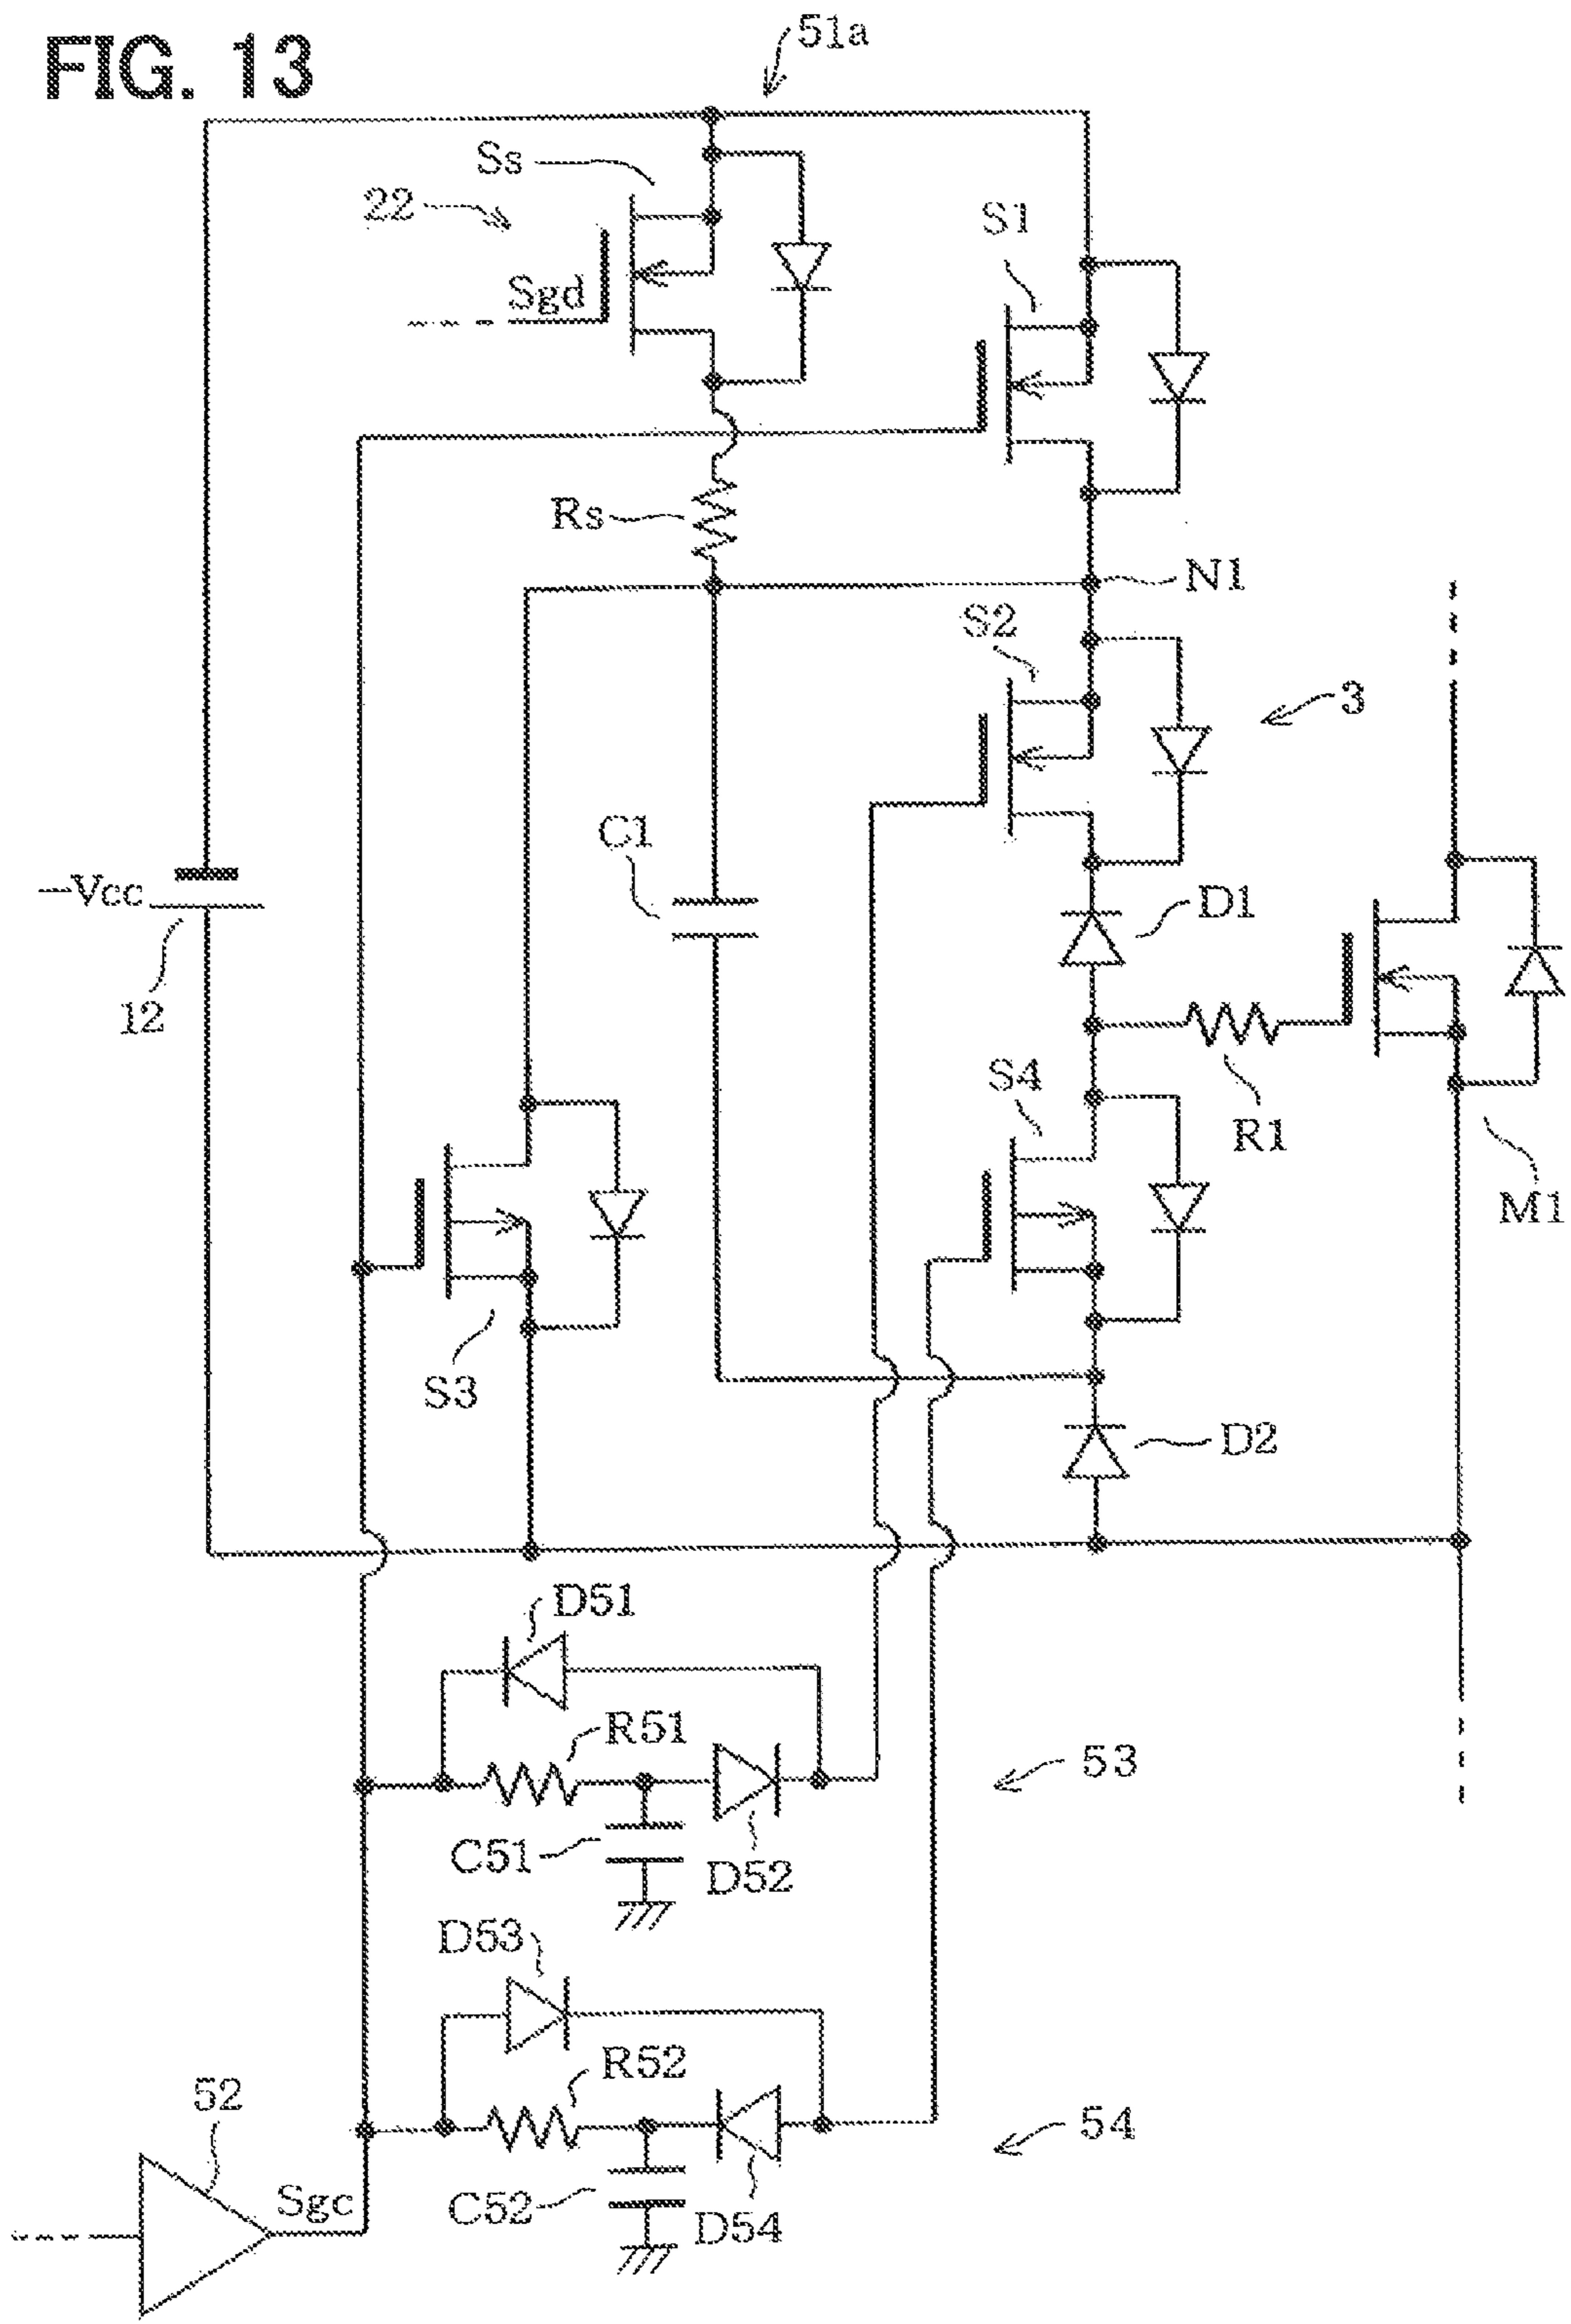 FIG. 13
51a
Ss
22
S1
Sgd
Rs
N1
S2
3
C1
-Vcc
D1
12
S4
R1
M1
S3
D2
D51
R51
53
C51
D52
D53
R52
52
54
Sgc
C52
D54